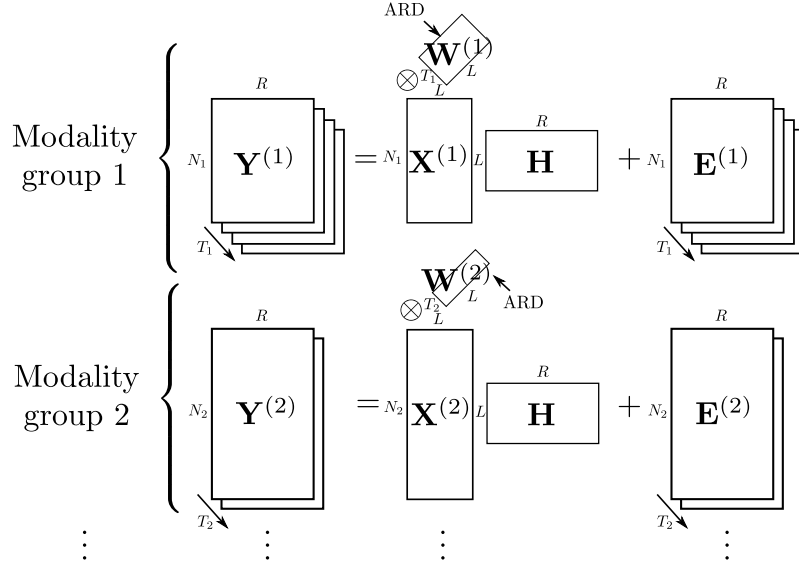 ARD
W^(1)
⊗ T₁ L
R L R R
Modality group 1
N₁ Y^(1) = N₁ X^(1) L H + N₁ E^(1)
T₁ T₁
W^(2)
ARD
⊗ T₂ L
R L R R
Modality group 2
N₂ Y^(2) = N₂ X^(2) L H + N₂ E^(2)
T₂ T₂
⋮ ⋮ ⋮ ⋮